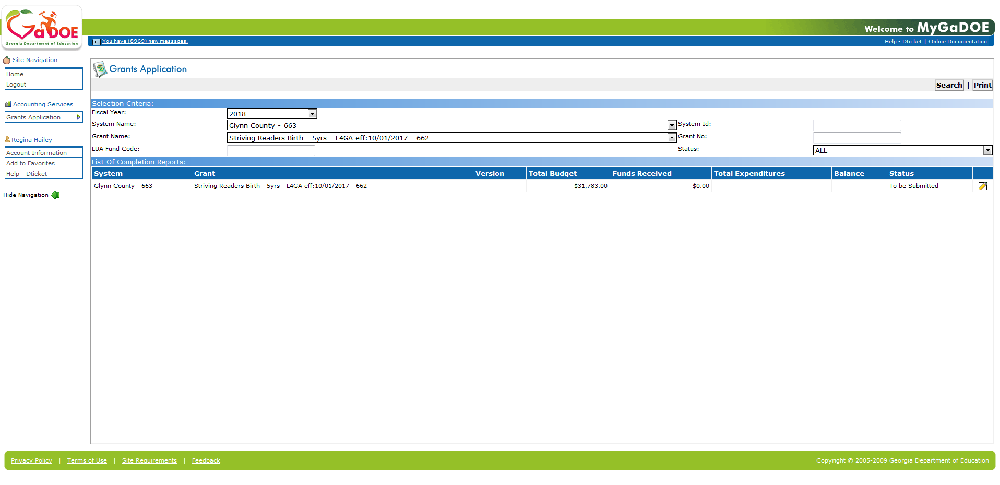 GaDOE
Georgia Department of Education
Welcome to MyGaDOE
You have (8969) new messages.
Help - Dticket | Online Documentation
Site Navigation
Home
Logout
Accounting Services
Grants Application
Regina Hailey
Account Information
Add to Favorites
Help - Dticket
Hide Navigation
Grants Application
Search | Print
Selection Criteria:
Fiscal Year: 2018
System Name: Glynn County - 663 System Id:
Grant Name: Striving Readers Birth - 5yrs - L4GA eff:10/01/2017 - 662 Grant No:
LUA Fund Code: Status: ALL
List Of Completion Reports:
System Grant Version Total Budget Funds Received Total Expenditures Balance Status
Glynn County - 663 Striving Readers Birth - 5yrs - L4GA eff:10/01/2017 - 662 $31,783.00 $0.00 To be Submitted
Privacy Policy | Terms of Use | Site Requirements | Feedback
Copyright © 2005-2009 Georgia Department of Education